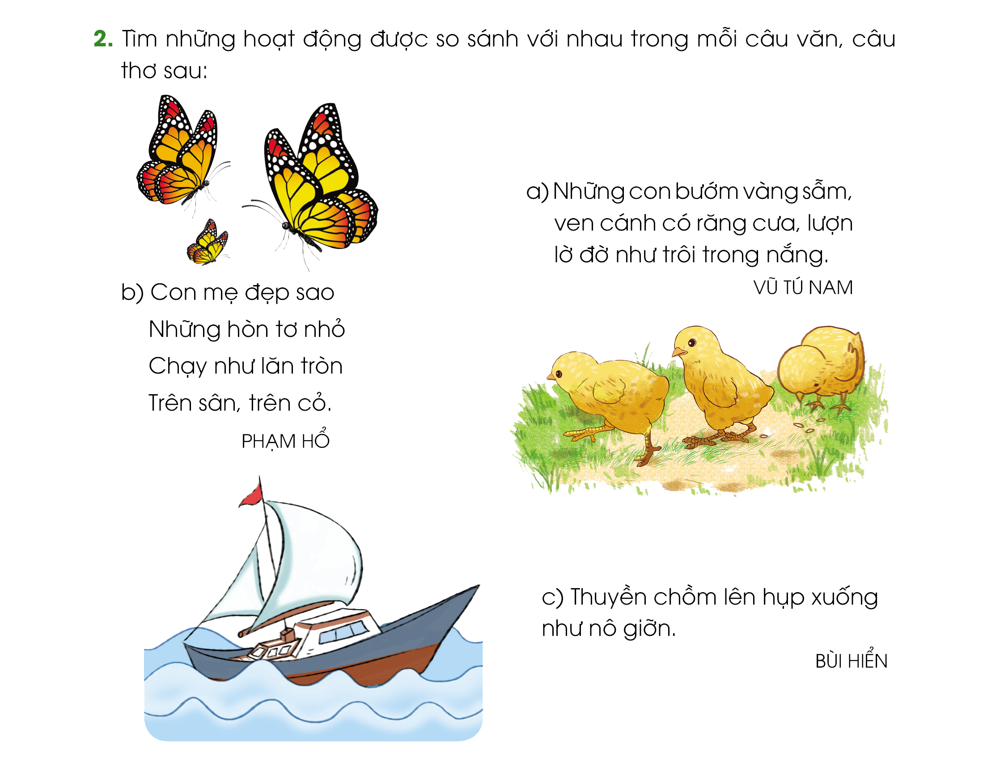 2. Tìm những hoạt động được so sánh với nhau trong mỗi câu văn, câu
thơ sau:
a) Những con bướm vàng sẫm,
ven cánh có răng cưa, lượn
lờ đờ như trôi trong nắng.
VŨ TÚ NAM
b) Con mẹ đẹp sao
Những hòn tơ nhỏ
Chạy như lăn tròn
Trên sân, trên cỏ.
PHẠM HỔ
c) Thuyền chồm lên hụp xuống
như nô giỡn.
BÙI HIỂN